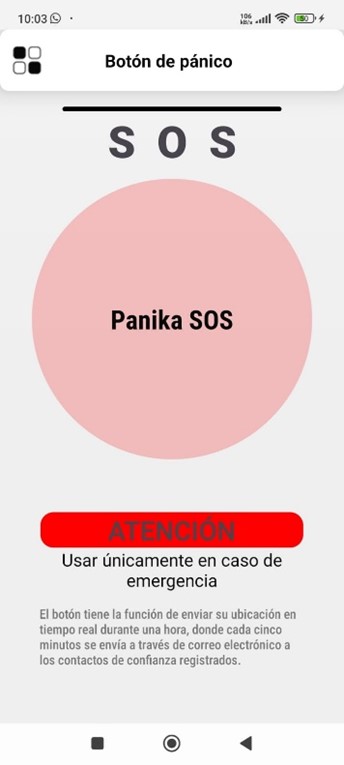 10:03
106
kB/s
Botón de pánico
S O S
Panika SOS
ATENCIÓN
Usar únicamente en caso de
emergencia
El botón tiene la función de enviar su ubicación en
tiempo real durante una hora, donde cada cinco
minutos se envía a través de correo electrónico a
los contactos de confianza registrados.